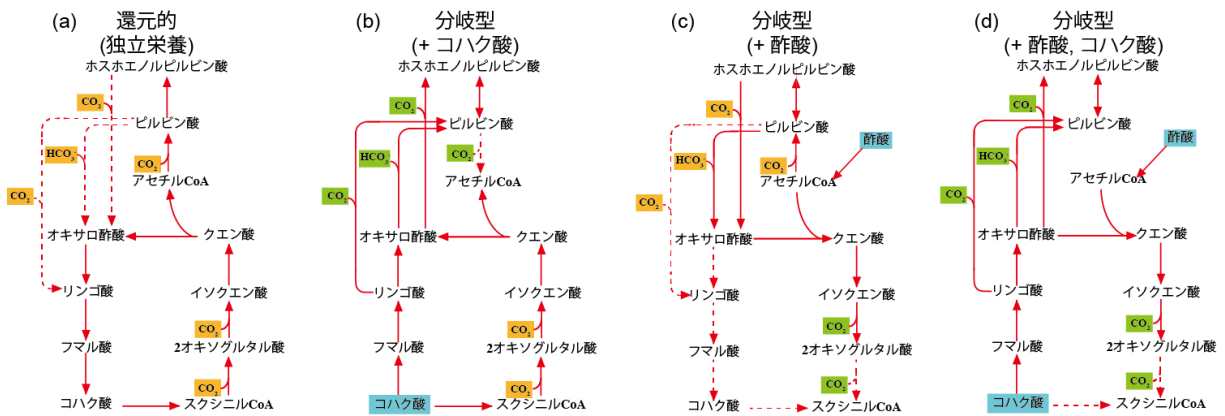 (a) 還元的
(独立栄養)
ホスホエノルピルビン酸
CO2
ピルビン酸
HCO3-
CO2
アセチルCoA
CO2
オキサロ酢酸
クエン酸
リンゴ酸
イソクエン酸
CO2
フマル酸
2オキソグルタル酸
CO2
コハク酸
スクシニルCoA
(b) 分岐型
(+ コハク酸)
ホスホエノルピルビン酸
CO2
ピルビン酸
HCO3
CO2
アセチルCoA
CO2
オキサロ酢酸
クエン酸
リンゴ酸
イソクエン酸
CO2
フマル酸
2オキソグルタル酸
CO2
コハク酸
スクシニルCoA
(c) 分岐型
(+ 酢酸)
ホスホエノルピルビン酸
CO2
ピルビン酸
酢酸
HCO3
CO2
アセチルCoA
CO2
オキサロ酢酸
クエン酸
リンゴ酸
イソクエン酸
CO2
フマル酸
2オキソグルタル酸
CO2
コハク酸
スクシニルCoA
(d) 分岐型
(+ 酢酸, コハク酸)
ホスホエノルピルビン酸
CO2
ピルビン酸
酢酸
HCO3
アセチルCoA
CO2
オキサロ酢酸
クエン酸
リンゴ酸
イソクエン酸
CO2
フマル酸
2オキソグルタル酸
CO2
コハク酸
スクシニルCoA